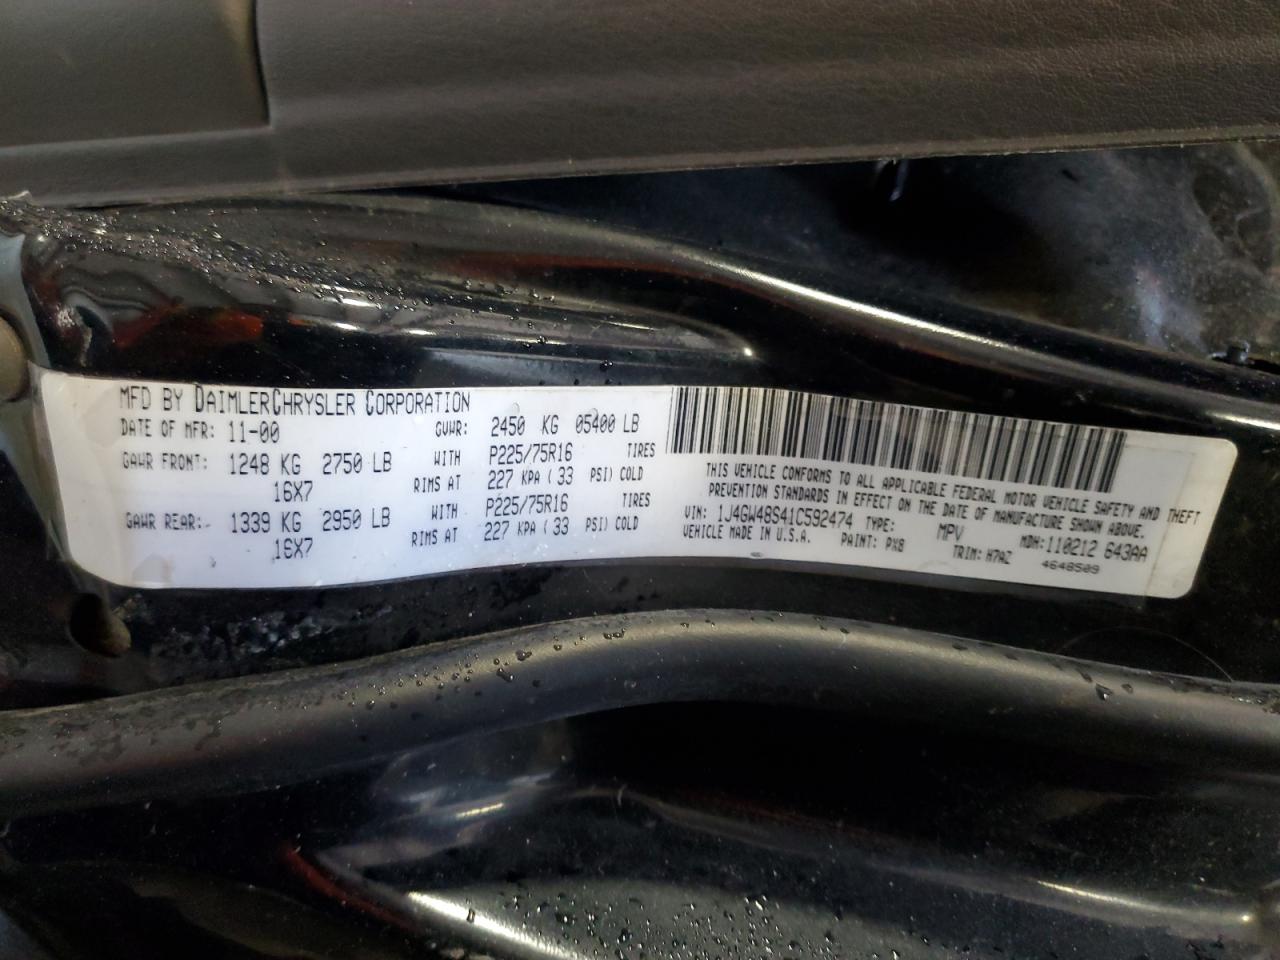 MFD BY DAIMLERCHRYSLER CORPORATION
DATE OF MFR: 11-00 GVWR: 2450 KG 05400 LB
GAWR FRONT: 1248 KG 2750 LB WITH P225/75R16 TIRES
16X7 RIMS AT 227 KPA ( 33 PSI) COLD
GAWR REAR: 1339 KG 2950 LB WITH P225/75R16 TIRES
16X7 RIMS AT 227 KPA ( 33 PSI) COLD
THIS VEHICLE CONFORMS TO ALL APPLICABLE FEDERAL MOTOR VEHICLE SAFETY AND THEFT
PREVENTION STANDARDS IN EFFECT ON THE DATE OF MANUFACTURE SHOWN ABOVE.
VIN: 1J4GW48S41C592474 TYPE: MPV MDH: 110212 643AA
VEHICLE MADE IN U.S.A. PAINT: PX8 TRIM: H7AZ 4648509